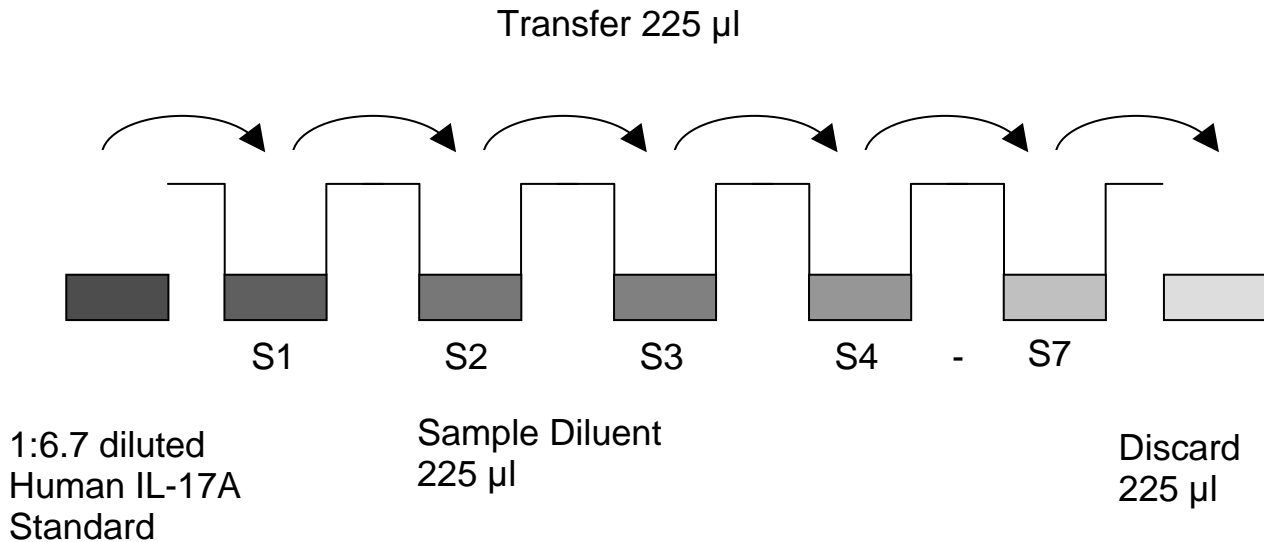 Transfer 225 µl
S1 S2 S3 S4 - S7
1:6.7 diluted
Human IL-17A
Standard
Sample Diluent
225 µl
Discard
225 µl